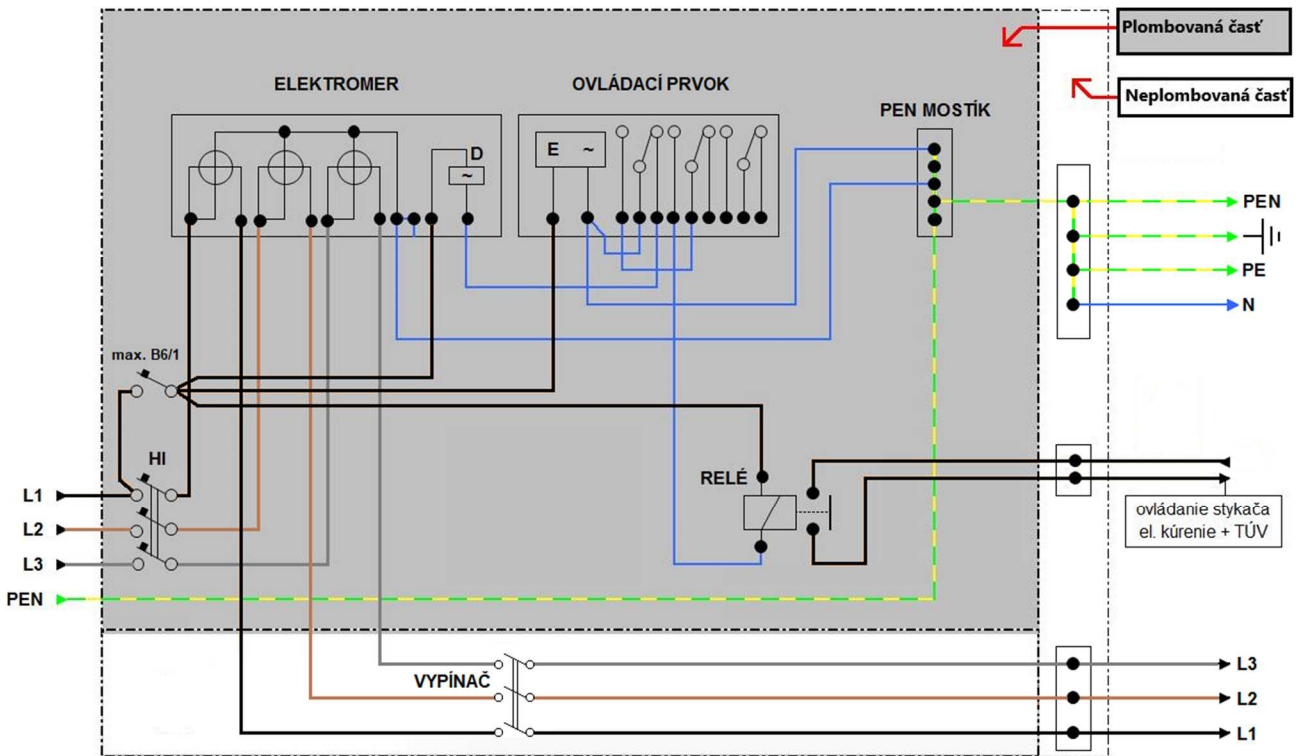 Plombovaná časť
Neplombovaná časť
ELEKTROMER
OVLÁDACÍ PRVOK
PEN MOSTÍK
D
~
E ~
PEN
PE
N
max. B6/1
HI
L1
L2
L3
PEN
RELÉ
ovládanie stykača
el. kúrenie + TÚV
VYPÍNAČ
L3
L2
L1